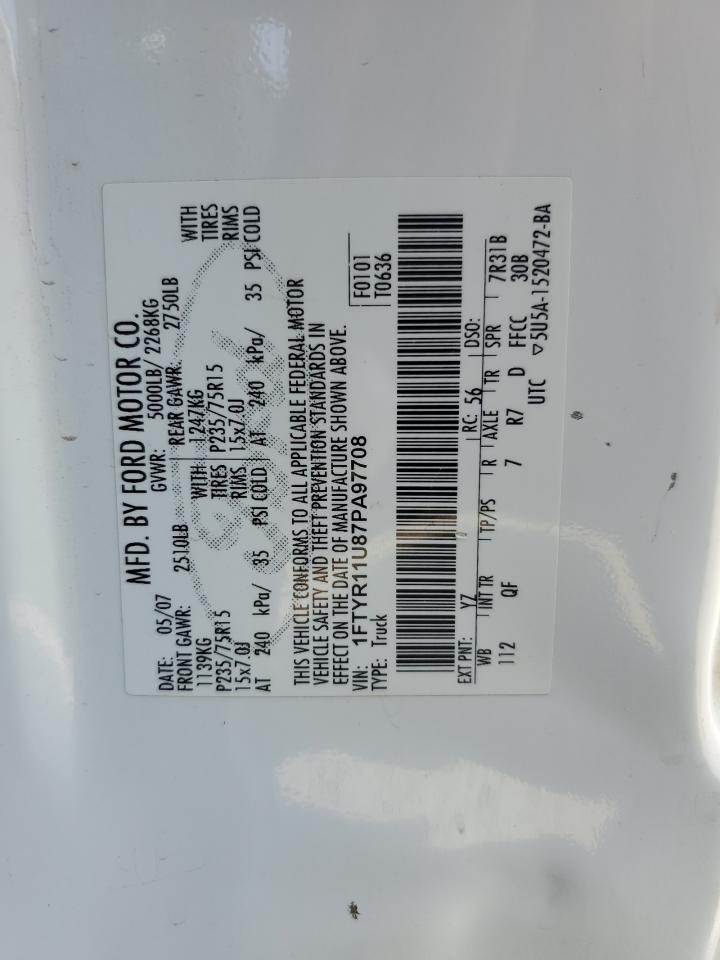 MFD. BY FORD MOTOR CO.
DATE: 05/07 GVWR: 5000LB/ 2268KG
FRONT GAWR: 2510LB REAR GAWR: 2750LB
1139KG WITH 1247KG WITH
P235/75R15 TIRES P235/75R15 TIRES
15x7.0J RIMS 15x7.0J RIMS
AT 240 kPa/ 35 PSI COLD AT 240 kPa/ 35 PSI COLD
THIS VEHICLE CONFORMS TO ALL APPLICABLE FEDERAL MOTOR
VEHICLE SAFETY AND THEFT PREVENTION STANDARDS IN
EFFECT ON THE DATE OF MANUFACTURE SHOWN ABOVE.
VIN: 1FTYR11U87PA97708 F0101
TYPE: Truck T0636
EXT PNT: YZ RC: 56 DSO:
WB INT TR TP/PS R AXLE TR SPR 7R31B
112 QF 7 R7 D FFCC 30B
UTC ▽5U5A-1520472-BA